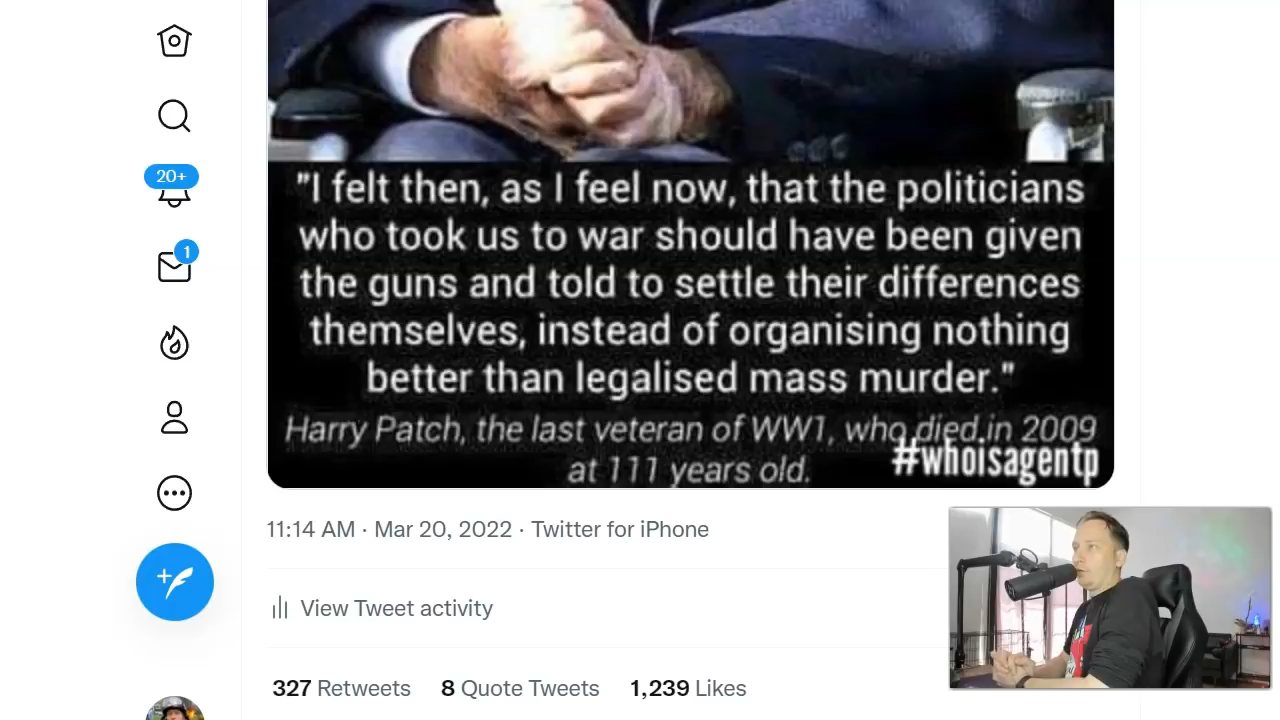 20+
1
"I felt then, as I feel now, that the politicians
who took us to war should have been given
the guns and told to settle their differences
themselves, instead of organising nothing
better than legalised mass murder."
Harry Patch, the last veteran of WW1, who died in 2009
at 111 years old.
#whoisagentp
11:14 AM · Mar 20, 2022 · Twitter for iPhone
View Tweet activity
327 Retweets 8 Quote Tweets 1,239 Likes